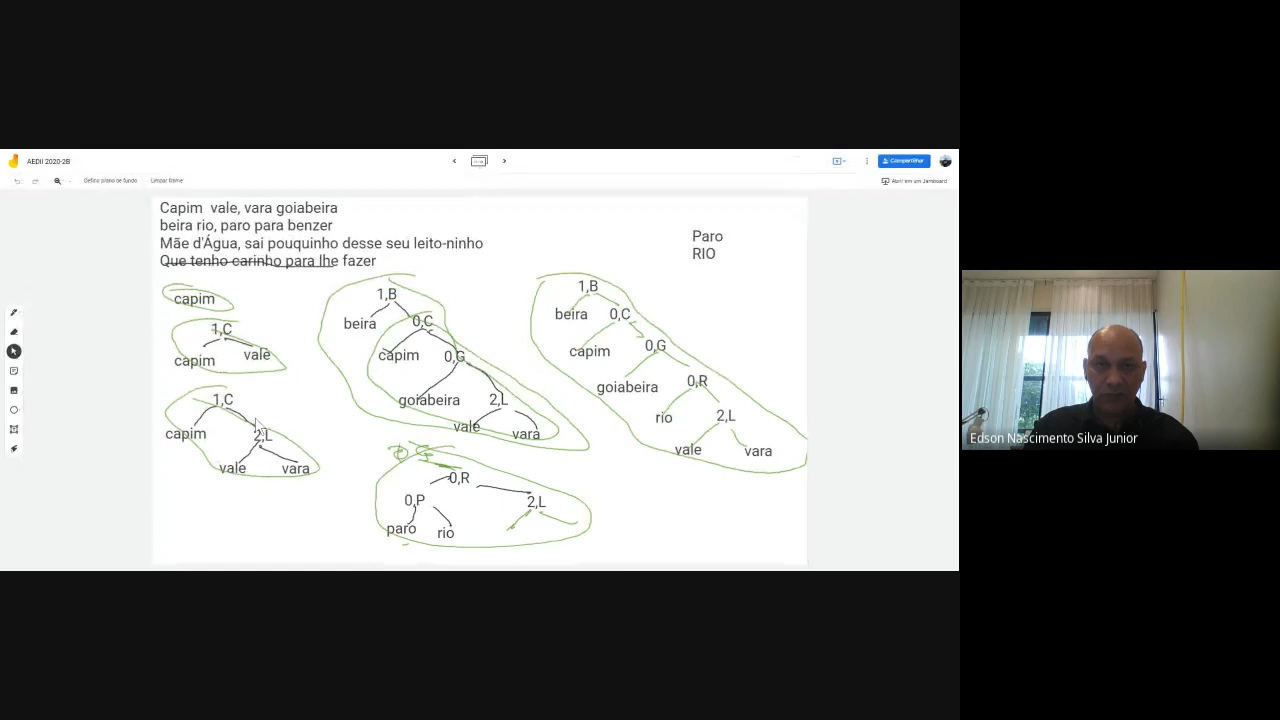 AEDII 2020-2B
Compartilhar
Definir plano de fundo
Limpar frame
Abrir em um Jamboard
Capim vale, vara goiabeira
beira rio, paro para benzer
Mãe d'Água, sai pouquinho desse seu leito-ninho
Que tenho carinho para lhe fazer
Paro
RIO
capim
1,C
capim
vale
1,C
capim
2,L
vale
vara
1,B
beira
0,C
capim
0,G
goiabeira
2,L
vale
vara
0,R
0,P
2,L
paro
rio
1,B
beira
0,C
capim
0,G
goiabeira
0,R
rio
2,L
vale
vara
Edson Nascimento Silva Junior